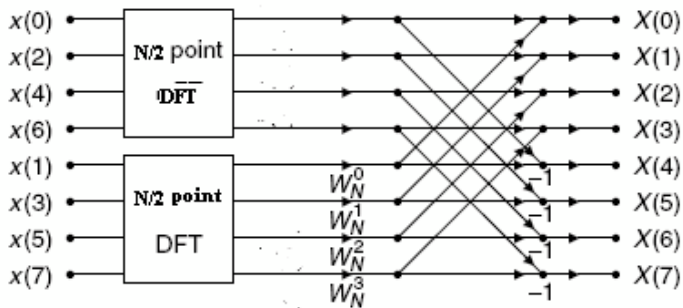 x(0) N/2 point X(0)
x(2) X(1)
x(4) DFT X(2)
x(6) X(3)
x(1) X(4)
W_N^0 -1
x(3) N/2 point X(5)
W_N^1 -1
x(5) DFT X(6)
W_N^2 -1
x(7) X(7)
W_N^3 -1